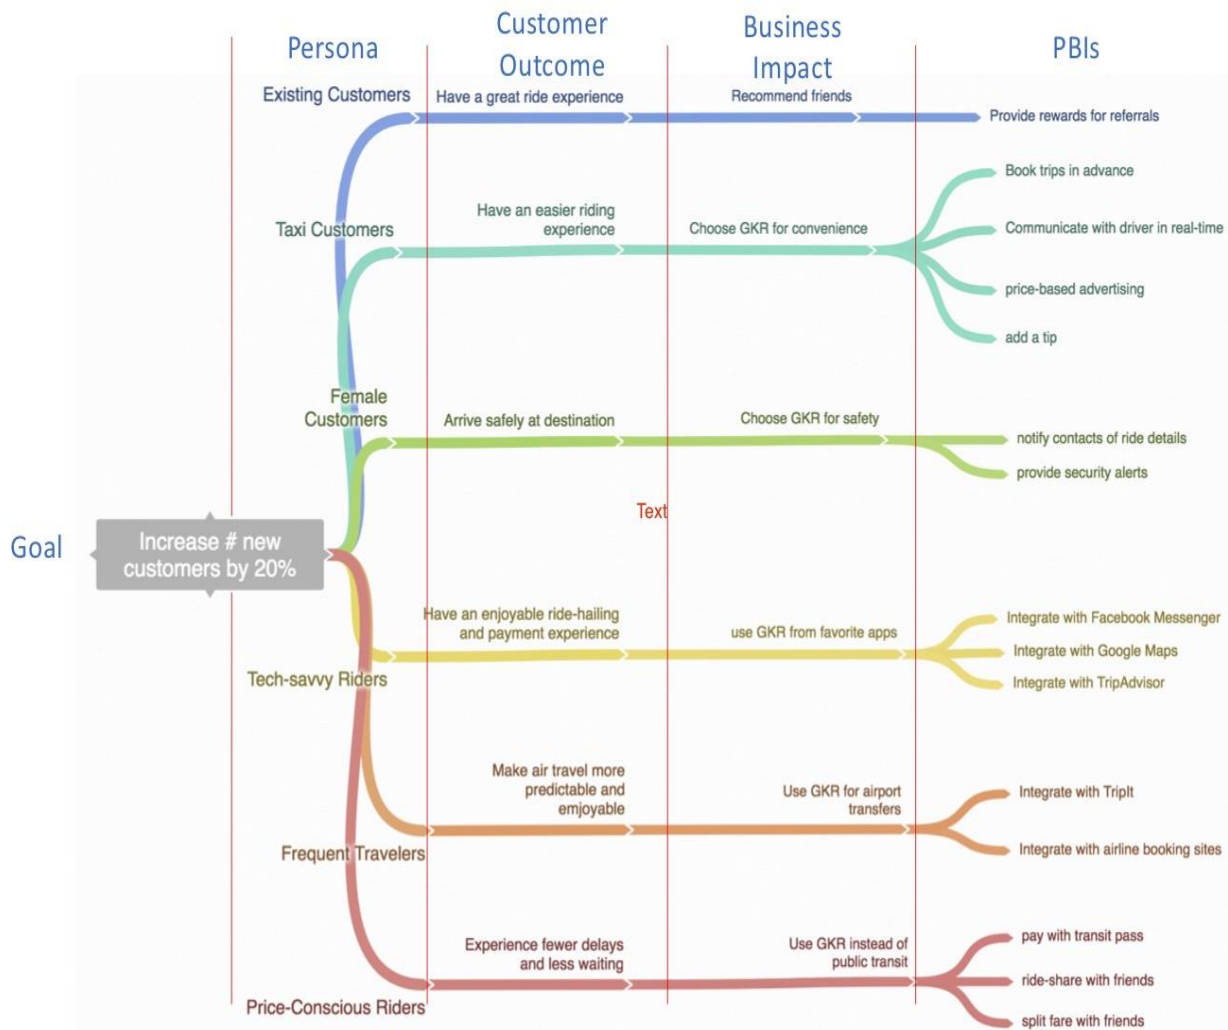 Persona
Customer
Outcome
Business
Impact
PBIs
Existing Customers
Have a great ride experience
Recommend friends
Provide rewards for referrals
Taxi Customers
Have an easier riding
experience
Choose GKR for convenience
Book trips in advance
Communicate with driver in real-time
price-based advertising
add a tip
Female
Customers
Arrive safely at destination
Choose GKR for safety
notify contacts of ride details
provide security alerts
Text
Goal
Increase # new
customers by 20%
Tech-savvy Riders
Have an enjoyable ride-hailing
and payment experience
use GKR from favorite apps
Integrate with Facebook Messenger
Integrate with Google Maps
Integrate with TripAdvisor
Frequent Travelers
Make air travel more
predictable and
emjoyable
Use GKR for airport
transfers
Integrate with TripIt
Integrate with airline booking sites
Price-Conscious Riders
Experience fewer delays
and less waiting
Use GKR instead of
public transit
pay with transit pass
ride-share with friends
split fare with friends